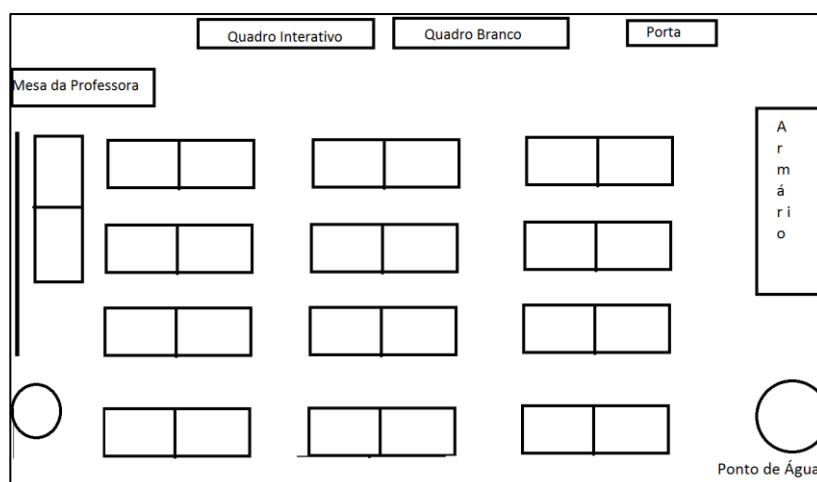 Quadro Interativo
Quadro Branco
Porta
Mesa da Professora
A
r
m
á
r i
o
Ponto de Água